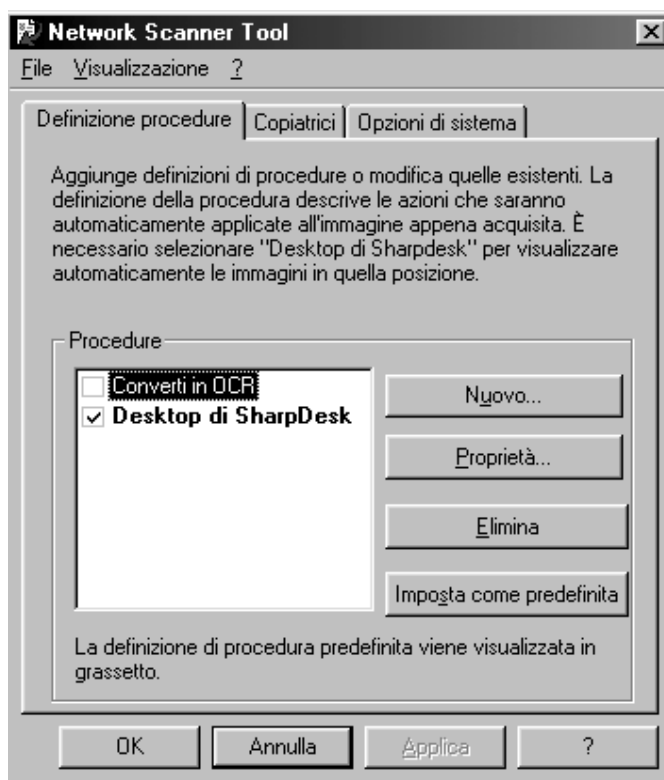 Network Scanner Tool
File Visualizzazione ?
Definizione procedure Copiatrici Opzioni di sistema
Aggiunge definizioni di procedure o modifica quelle esistenti. La
definizione della procedura descrive le azioni che saranno
automaticamente applicate all'immagine appena acquisita. È
necessario selezionare "Desktop di Sharpdesk" per visualizzare
automaticamente le immagini in quella posizione.
Procedure
Converti in OCR
Desktop di SharpDesk
Nuovo...
Proprietà...
Elimina
Imposta come predefinita
La definizione di procedura predefinita viene visualizzata in
grassetto.
OK Annulla Applica ?